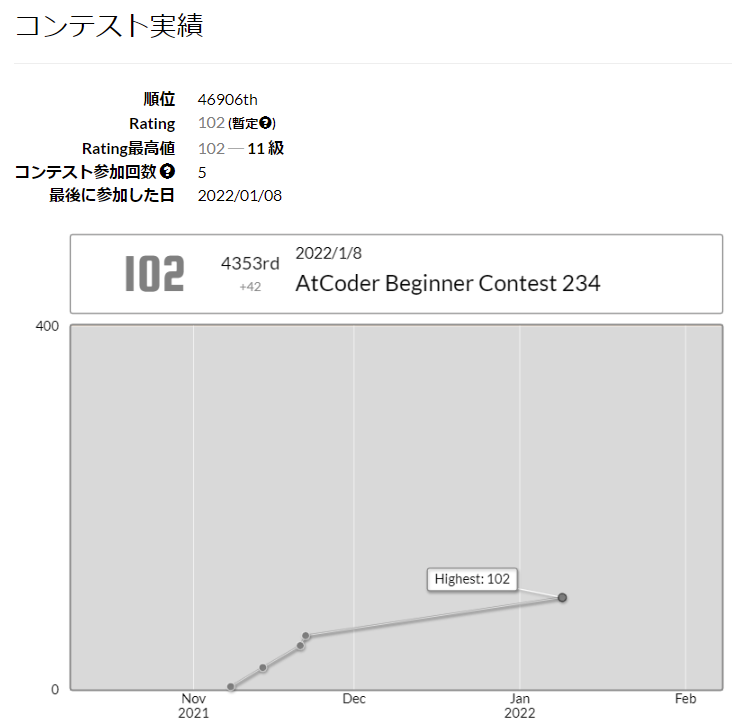 コンテスト実績
順位 46906th
Rating 102 (暫定?)
Rating最高値 102 ― 11 級
コンテスト参加回数 ? 5
最後に参加した日 2022/01/08
102 4353rd 2022/1/8
+42 AtCoder Beginner Contest 234
400
Highest: 102
0
Nov Dec Jan Feb
2021 2022